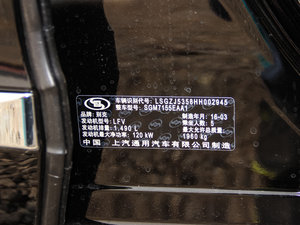 车辆识别代号: LSGZJ5358HH002945
整车型号: SGM7155EAA1
品牌: 别克 制造年月: 16-03
发动机型号: LFV 乘坐人数: 5
发动机排量: 1.490 L 最大允许总质量
发动机最大净功率: 120 kW 1960 kg
中国 上汽通用汽车有限公司制造